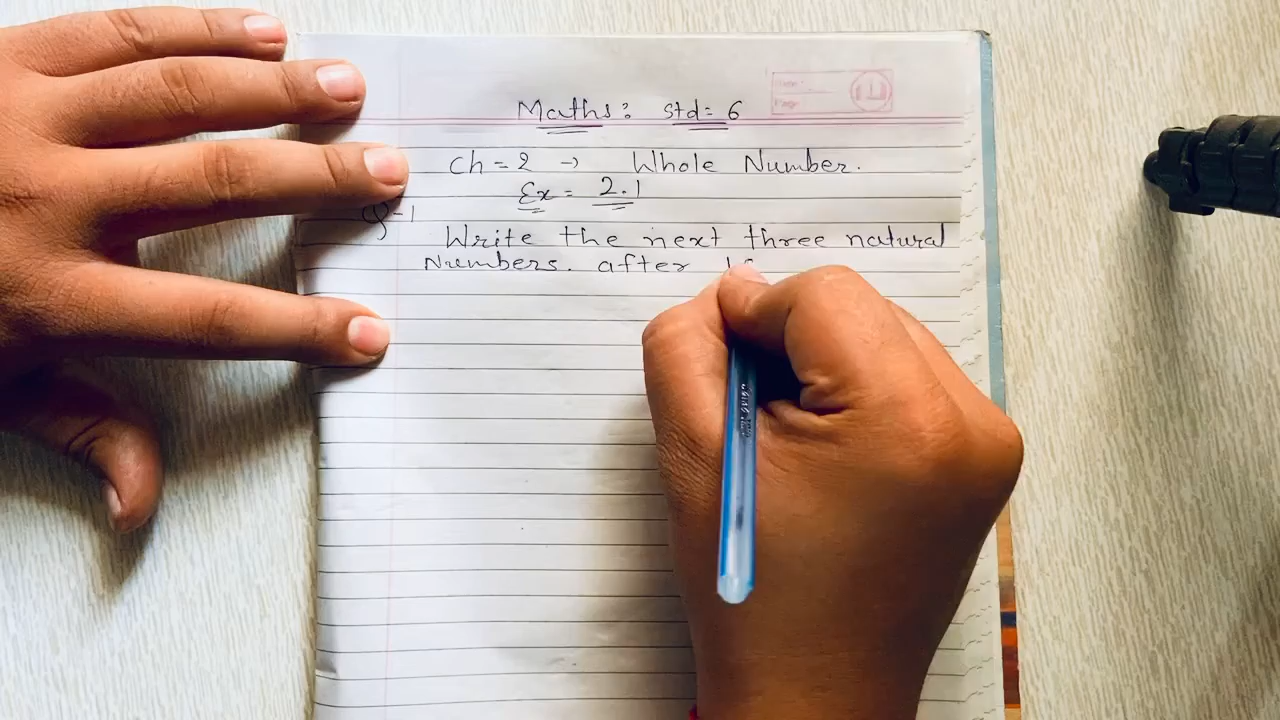 Maths: std= 6
Ch = 2 → Whole Number.
Ex = 2.1
Q-1
Write the next three natural
Numbers. after